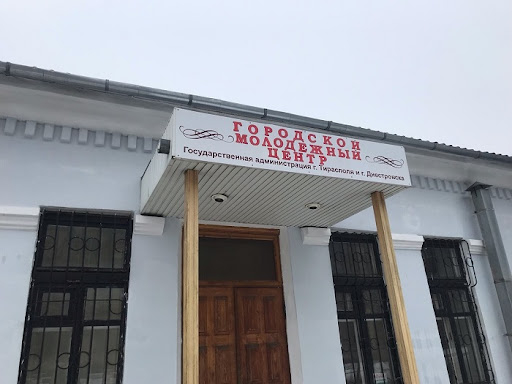 ГОРОДСКОЙ
МОЛОДЕЖНЫЙ
ЦЕНТР
Государственная администрация г. Тирасполя и г. Днестровска